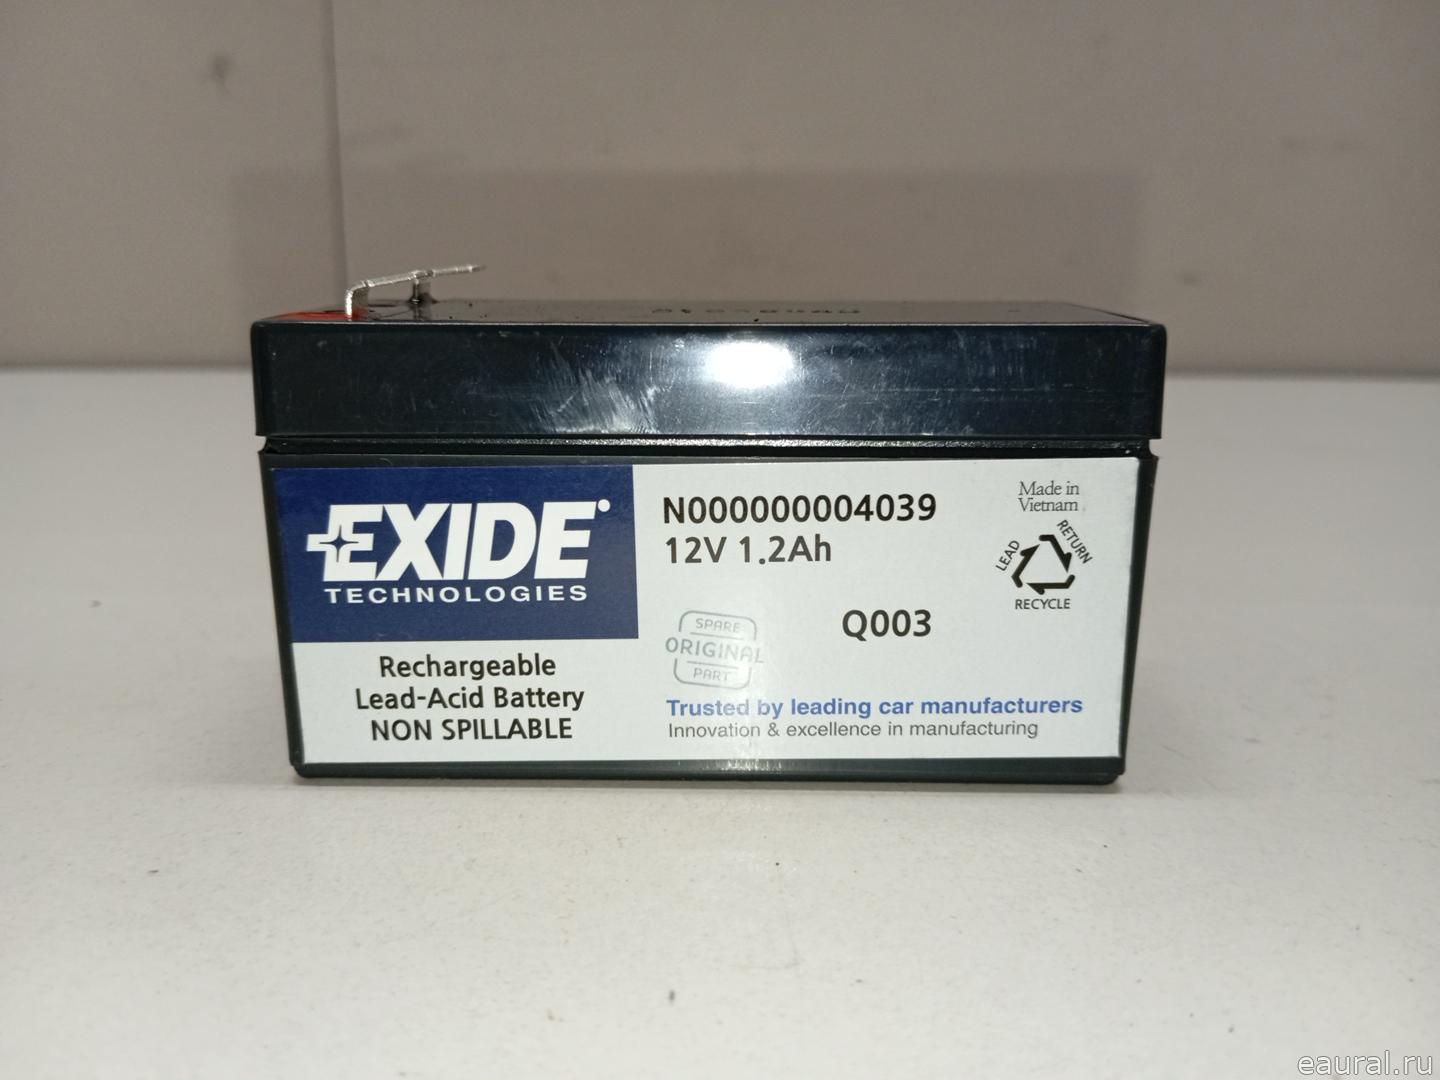 EXIDE
TECHNOLOGIES
Rechargeable
Lead-Acid Battery
NON SPILLABLE
N000000004039
12V 1.2Ah
Q003
SPARE
ORIGINAL
PART
Trusted by leading car manufacturers
Innovation & excellence in manufacturing
Made in
Vietnam
LEAD
RETURN
RECYCLE
eaural.ru